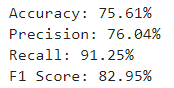 Accuracy: 75.61%
Precision: 76.04%
Recall: 91.25%
F1 Score: 82.95%